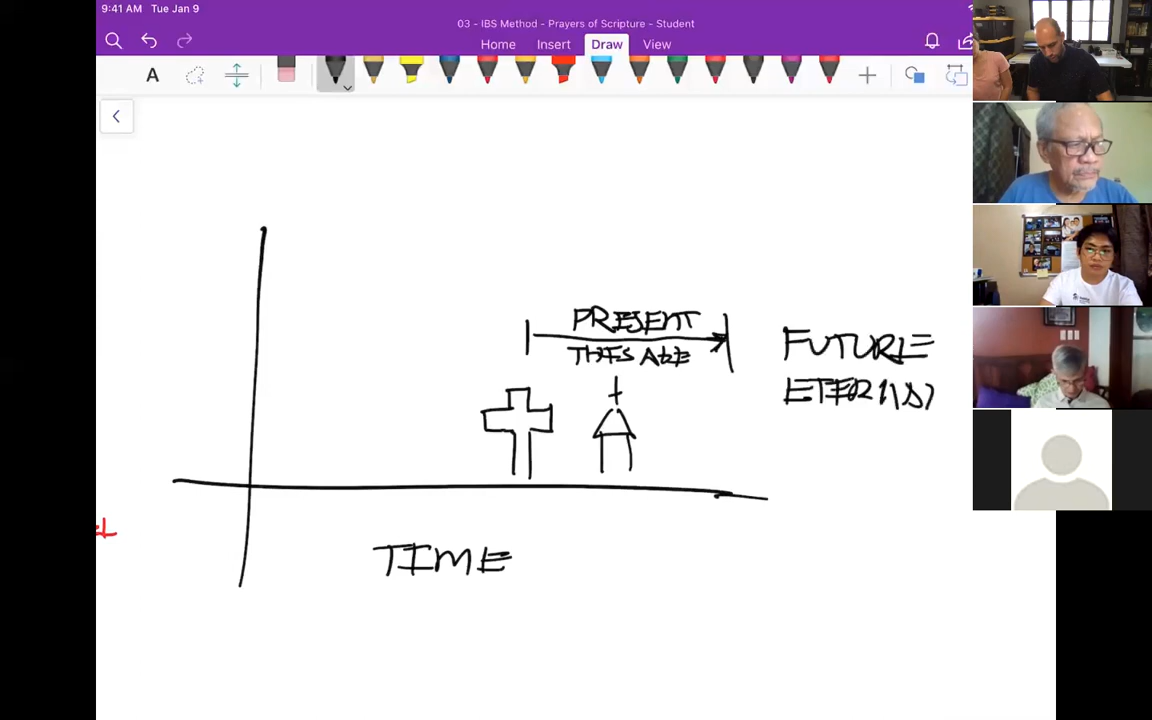 9:41 AM Tue Jan 9
03 - IBS Method - Prayers of Scripture - Student
Home Insert Draw View
A
PRESENT
THIS AGE
FUTURE
TIME